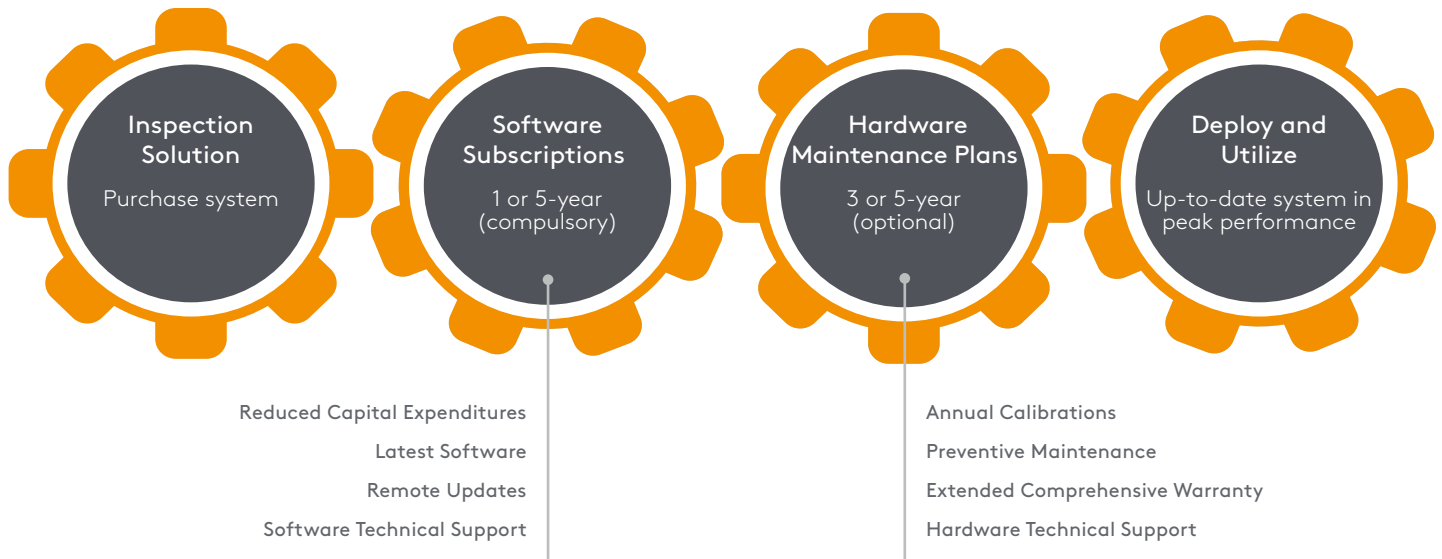 Inspection
Solution
Purchase system
Software
Subscriptions
1 or 5-year
(compulsory)
Hardware
Maintenance Plans
3 or 5-year
(optional)
Deploy and
Utilize
Up-to-date system in
peak performance
Reduced Capital Expenditures
Latest Software
Remote Updates
Software Technical Support
Annual Calibrations
Preventive Maintenance
Extended Comprehensive Warranty
Hardware Technical Support